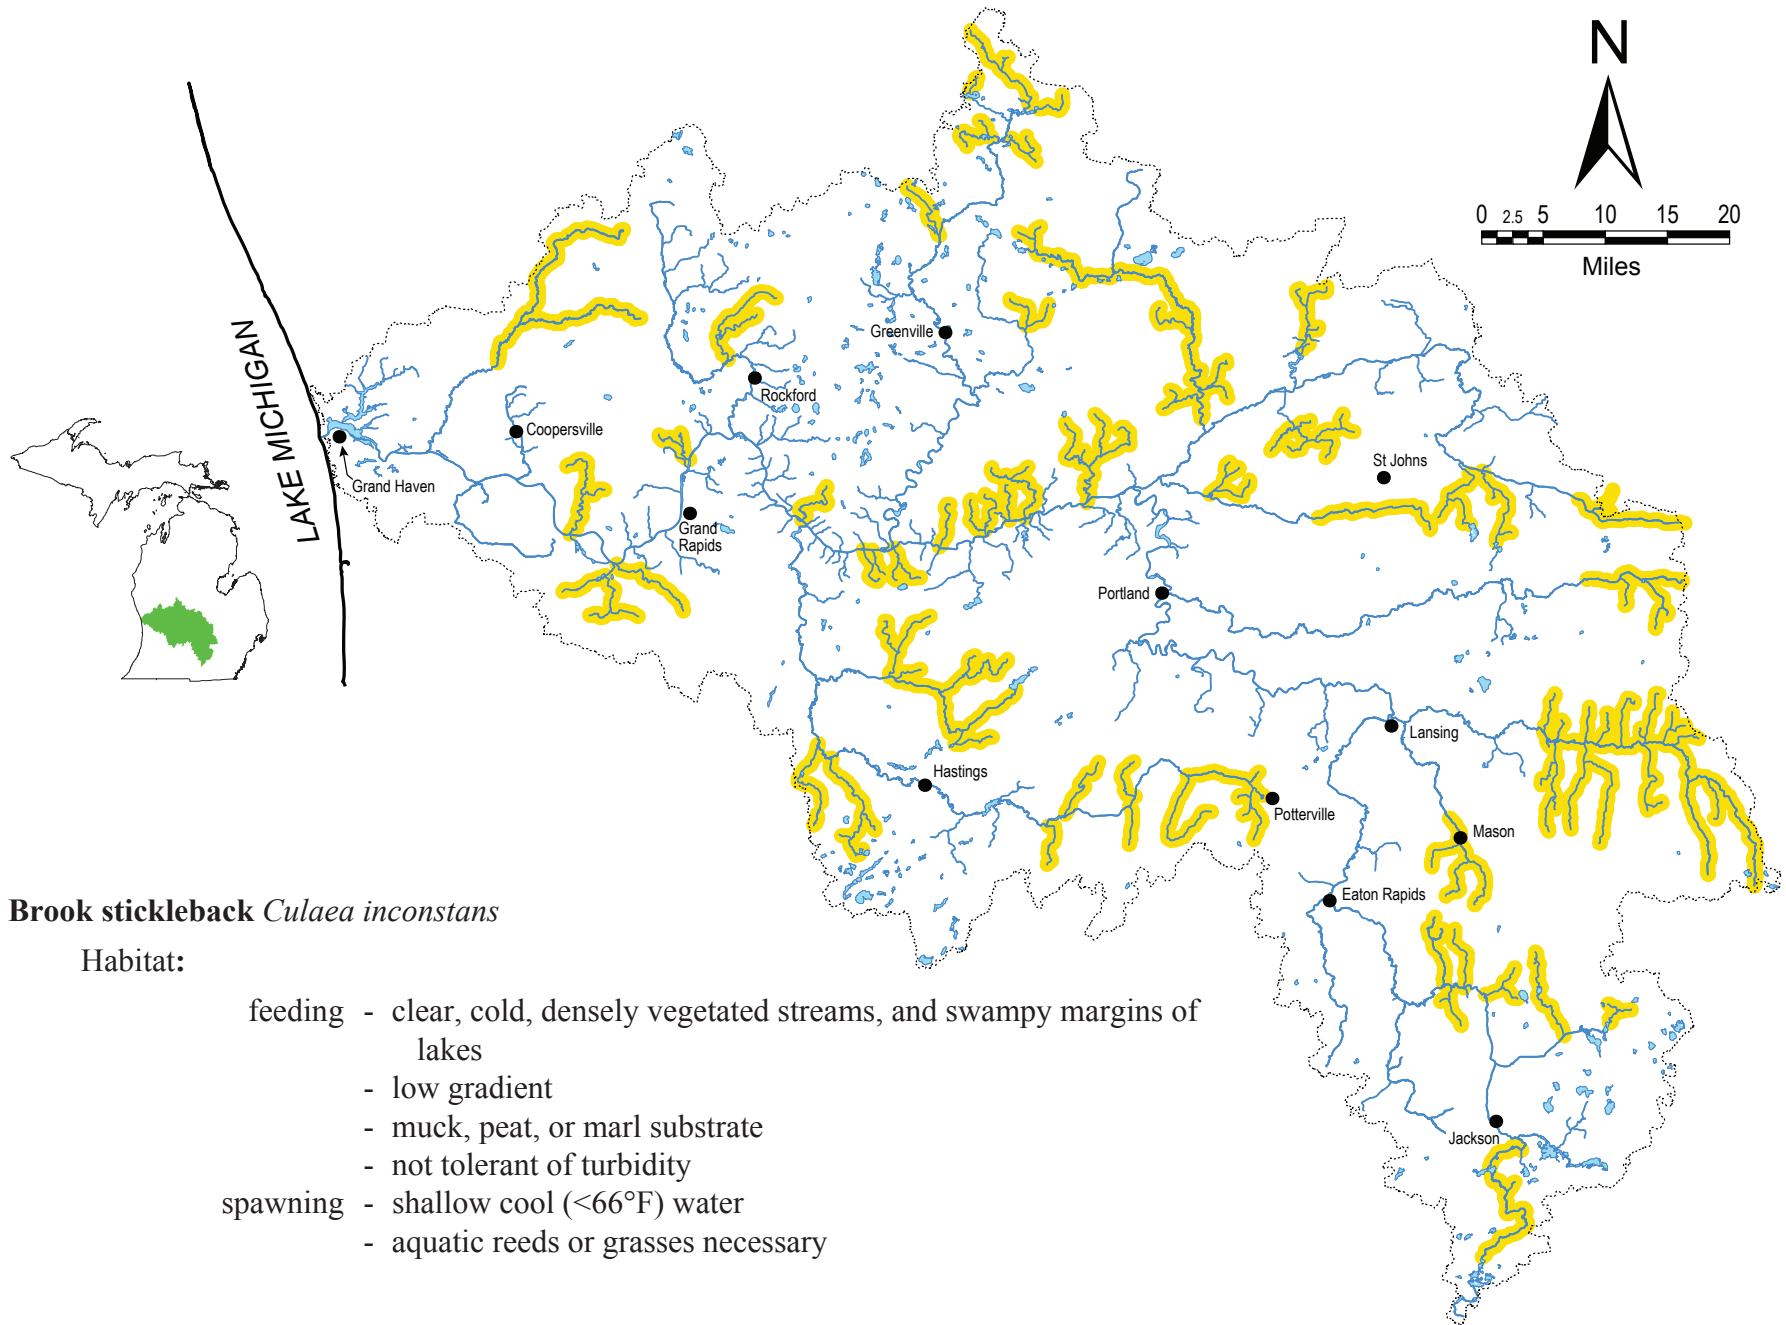 N
0 2.5 5 10 15 20
Miles
LAKE MICHIGAN
Greenville
Rockford
Coopersville
Grand Haven
St Johns
Grand
Rapids
Portland
Lansing
Hastings
Potterville
Mason
Eaton Rapids
Jackson
Brook stickleback Culaea inconstans
Habitat:
feeding - clear, cold, densely vegetated streams, and swampy margins of
lakes
- low gradient
- muck, peat, or marl substrate
- not tolerant of turbidity
spawning - shallow cool (<66°F) water
- aquatic reeds or grasses necessary